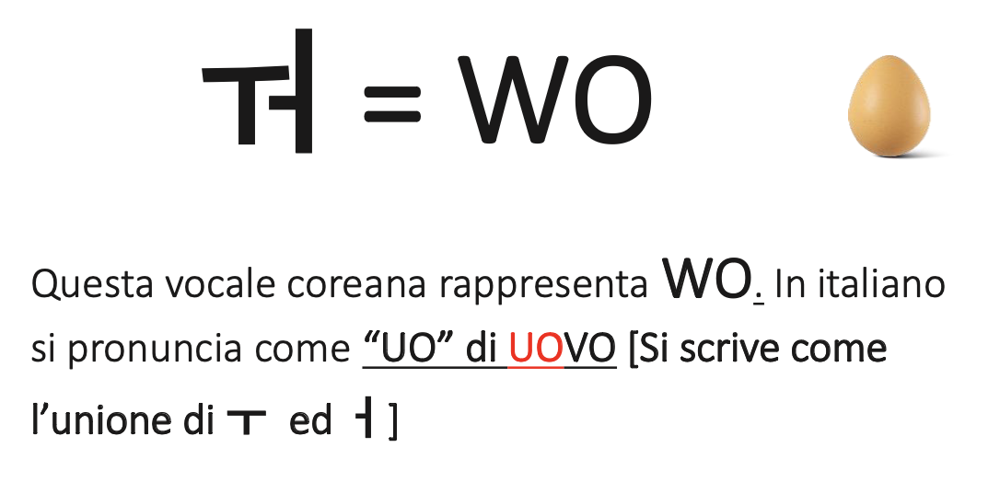 ㅝ = WO
Questa vocale coreana rappresenta WO. In italiano
si pronuncia come “UO” di UOVO [Si scrive come
l’unione di ㅜ ed ㅓ]